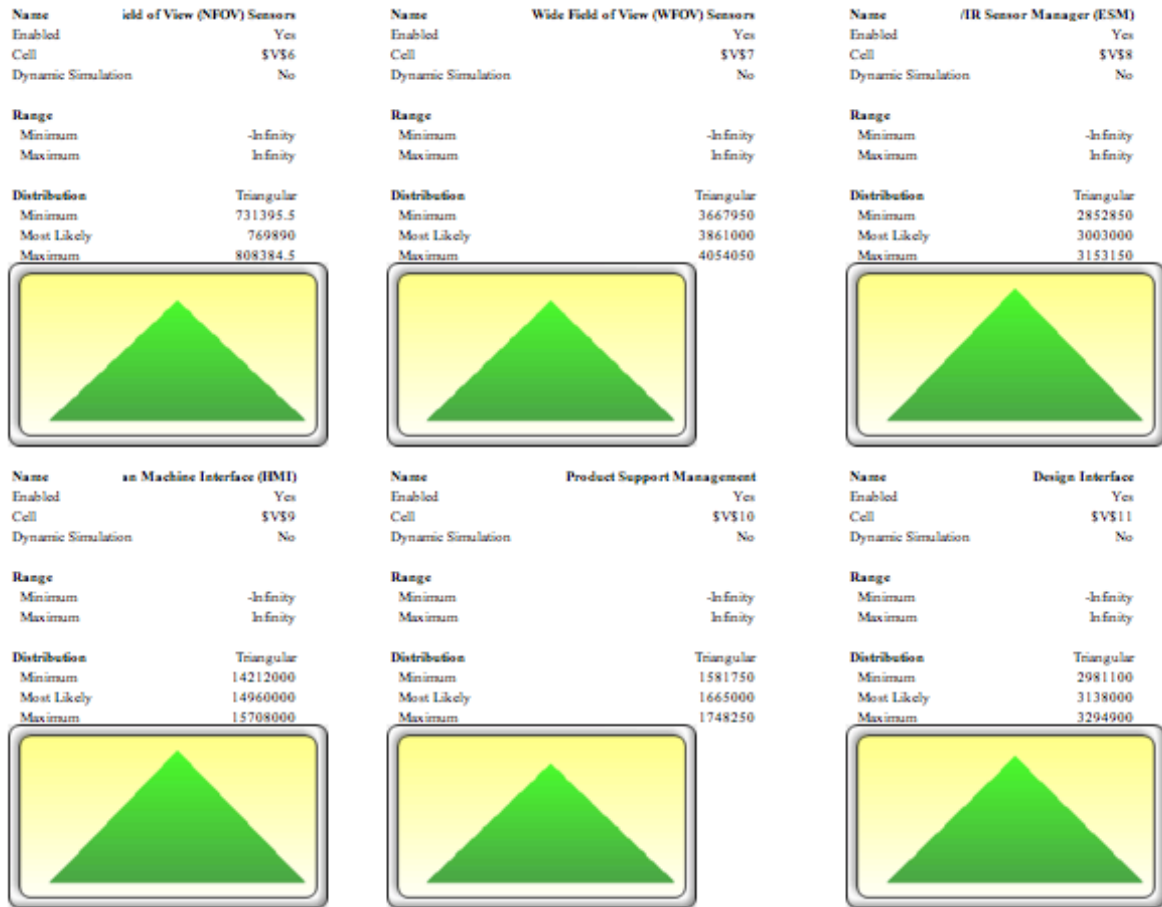 Name ield of View (NFOV) Sensors
Enabled Yes
Cell $V$6
Dynamic Simulation No
Range
Minimum -Infinity
Maximum Infinity
Distribution Triangular
Minimum 731395.5
Most Likely 769890
Maximum 808384.5
Name Wide Field of View (WFOV) Sensors
Enabled Yes
Cell $V$7
Dynamic Simulation No
Range
Minimum -Infinity
Maximum Infinity
Distribution Triangular
Minimum 3667950
Most Likely 3861000
Maximum 4054050
Name /IR Sensor Manager (ESM)
Enabled Yes
Cell $V$8
Dynamic Simulation No
Range
Minimum -Infinity
Maximum Infinity
Distribution Triangular
Minimum 2852850
Most Likely 3003000
Maximum 3153150
Name an Machine Interface (HMI)
Enabled Yes
Cell $V$9
Dynamic Simulation No
Range
Minimum -Infinity
Maximum Infinity
Distribution Triangular
Minimum 14212000
Most Likely 14960000
Maximum 15708000
Name Product Support Management
Enabled Yes
Cell $V$10
Dynamic Simulation No
Range
Minimum -Infinity
Maximum Infinity
Distribution Triangular
Minimum 1581750
Most Likely 1665000
Maximum 1748250
Name Design Interface
Enabled Yes
Cell $V$11
Dynamic Simulation No
Range
Minimum -Infinity
Maximum Infinity
Distribution Triangular
Minimum 2981100
Most Likely 3138000
Maximum 3294900